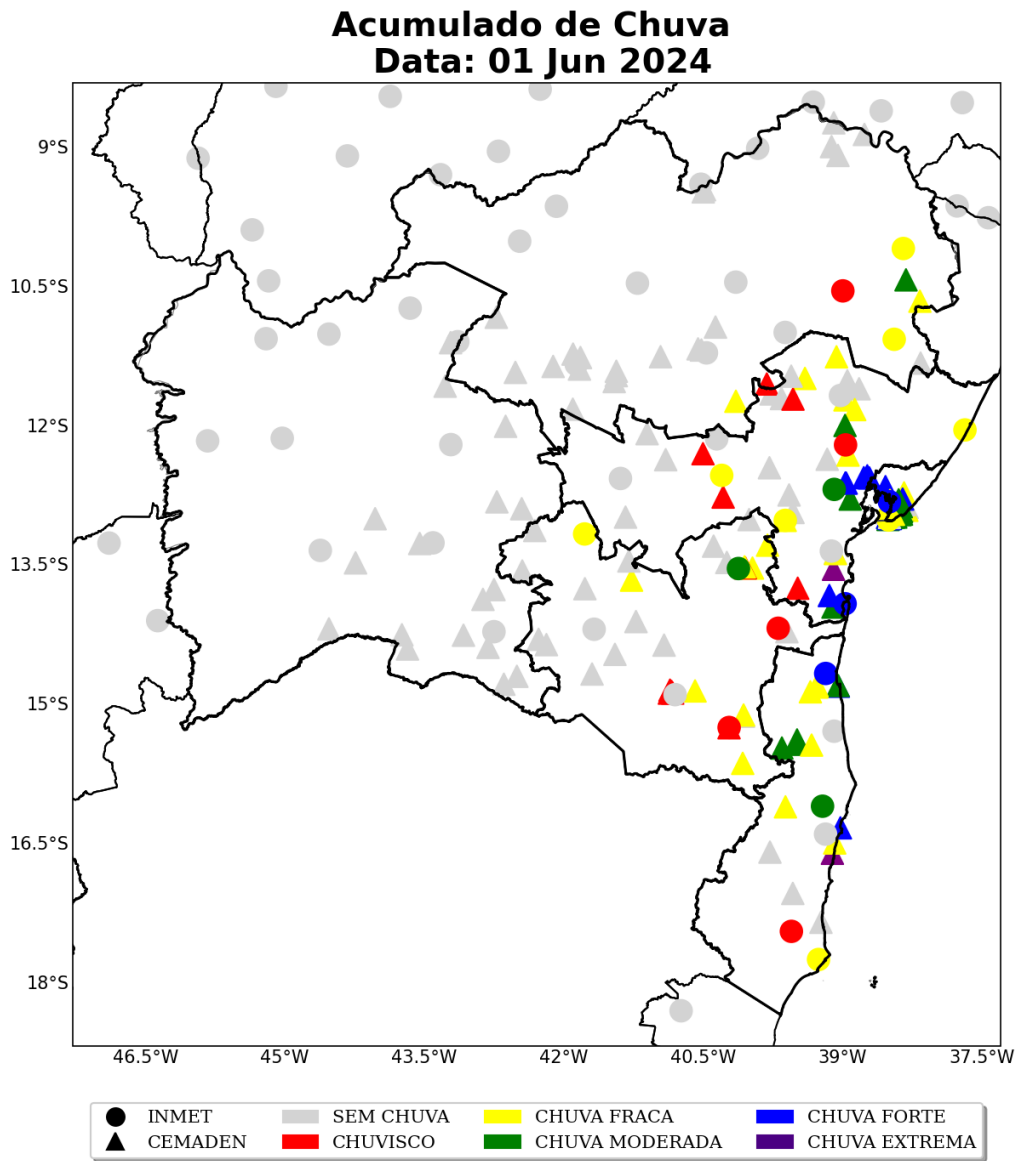 Acumulado de Chuva
Data: 01 Jun 2024
9°S
10.5°S
12°S
13.5°S
15°S
16.5°S
18°S
46.5°W 45°W 43.5°W 42°W 40.5°W 39°W 37.5°W
INMET SEM CHUVA CHUVA FRACA CHUVA FORTE
CEMADEN CHUVISCO CHUVA MODERADA CHUVA EXTREMA